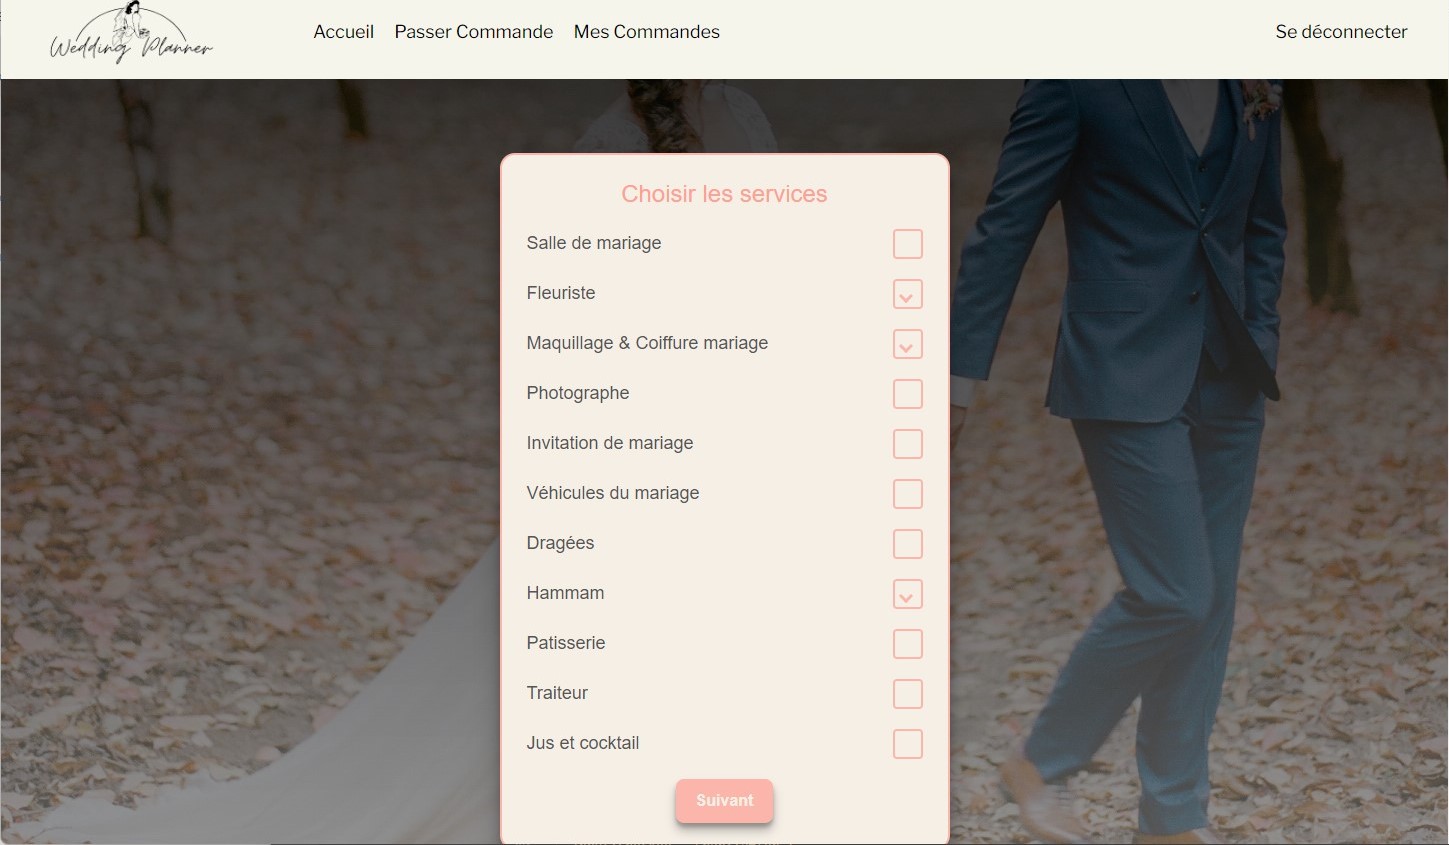 Wedding Planner
Accueil Passer Commande Mes Commandes Se déconnecter
Choisir les services
Salle de mariage
Fleuriste
Maquillage & Coiffure mariage
Photographe
Invitation de mariage
Véhicules du mariage
Dragées
Hammam
Patisserie
Traiteur
Jus et cocktail
Suivant